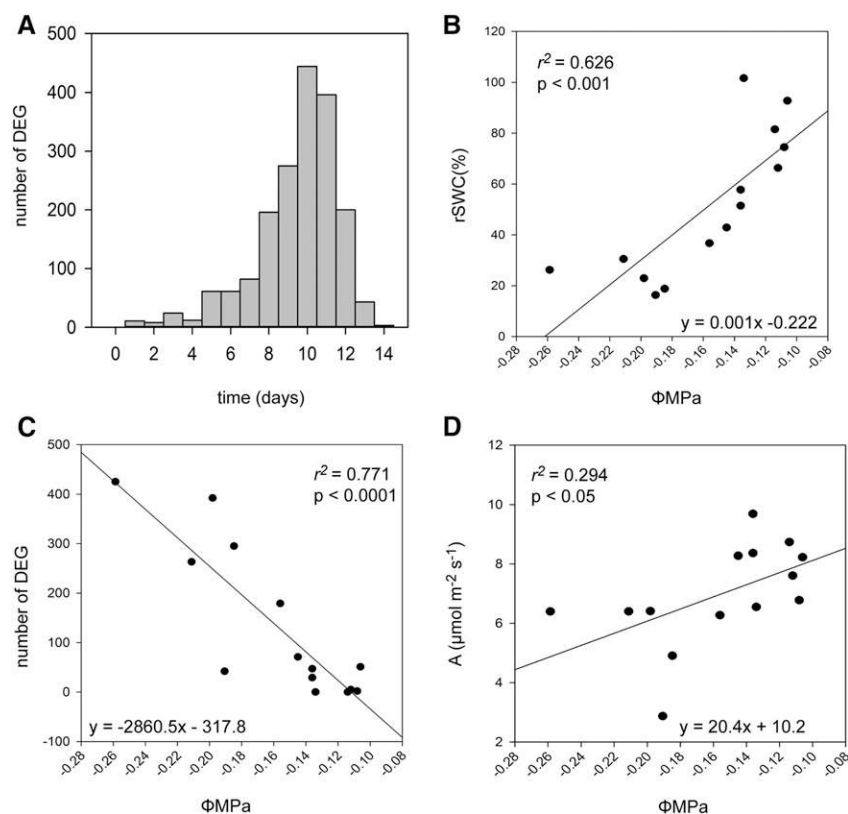 A
500
400
300
200
100
0
number of DEG
0 2 4 6 8 10 12 14
time (days)
B
120
100
80
60
40
20
0
rSWC(%)
r² = 0.626
p < 0.001
y = 0.001x -0.222
-0.28 -0.26 -0.24 -0.22 -0.20 -0.18 -0.16 -0.14 -0.12 -0.10 -0.08
ΦMPa
C
500
400
300
200
100
0
-100
number of DEG
r² = 0.771
p < 0.0001
y = -2860.5x - 317.8
-0.28 -0.26 -0.24 -0.22 -0.20 -0.18 -0.16 -0.14 -0.12 -0.10 -0.08
ΦMPa
D
12
10
8
6
4
2
A (µmol m⁻² s⁻¹)
r² = 0.294
p < 0.05
y = 20.4x + 10.2
-0.28 -0.26 -0.24 -0.22 -0.20 -0.18 -0.16 -0.14 -0.12 -0.10 -0.08
ΦMPa